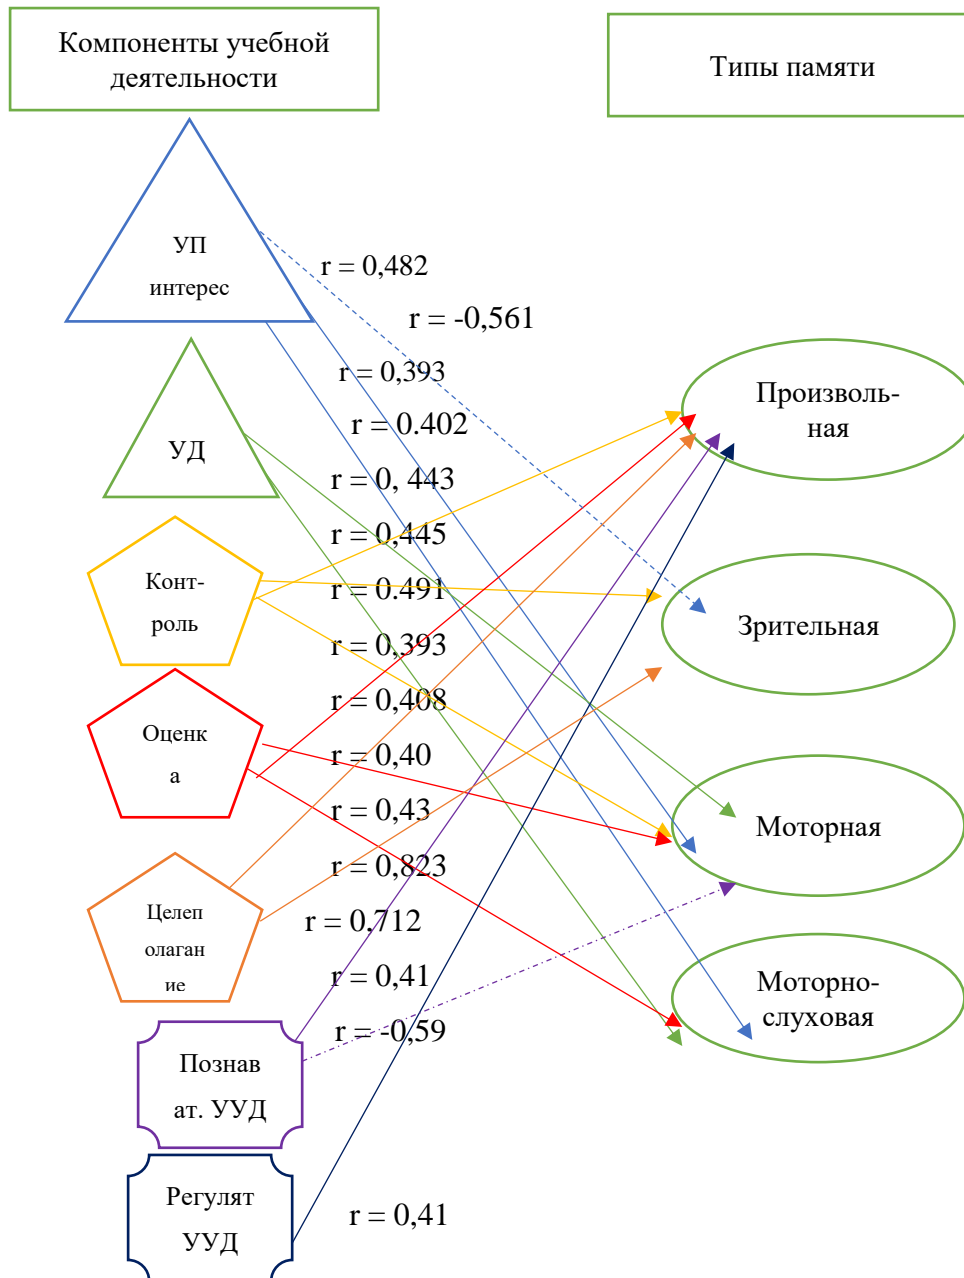 Компоненты учебной
деятельности
Типы памяти
УП
интерес
r = 0,482
r = -0,561
r = 0,393
r = 0.402
УД
r = 0, 443
r = 0,445
r = 0.491
r = 0,393
r = 0,408
r = 0,40
r = 0,43
r = 0,823
r = 0,712
r = 0,41
r = -0,59
r = 0,41
Конт-
роль
Оценк
а
Целеп
олаган
ие
Познав
ат. УУД
Регулят
УУД
Произволь-
ная
Зрительная
Моторная
Моторно-
слуховая